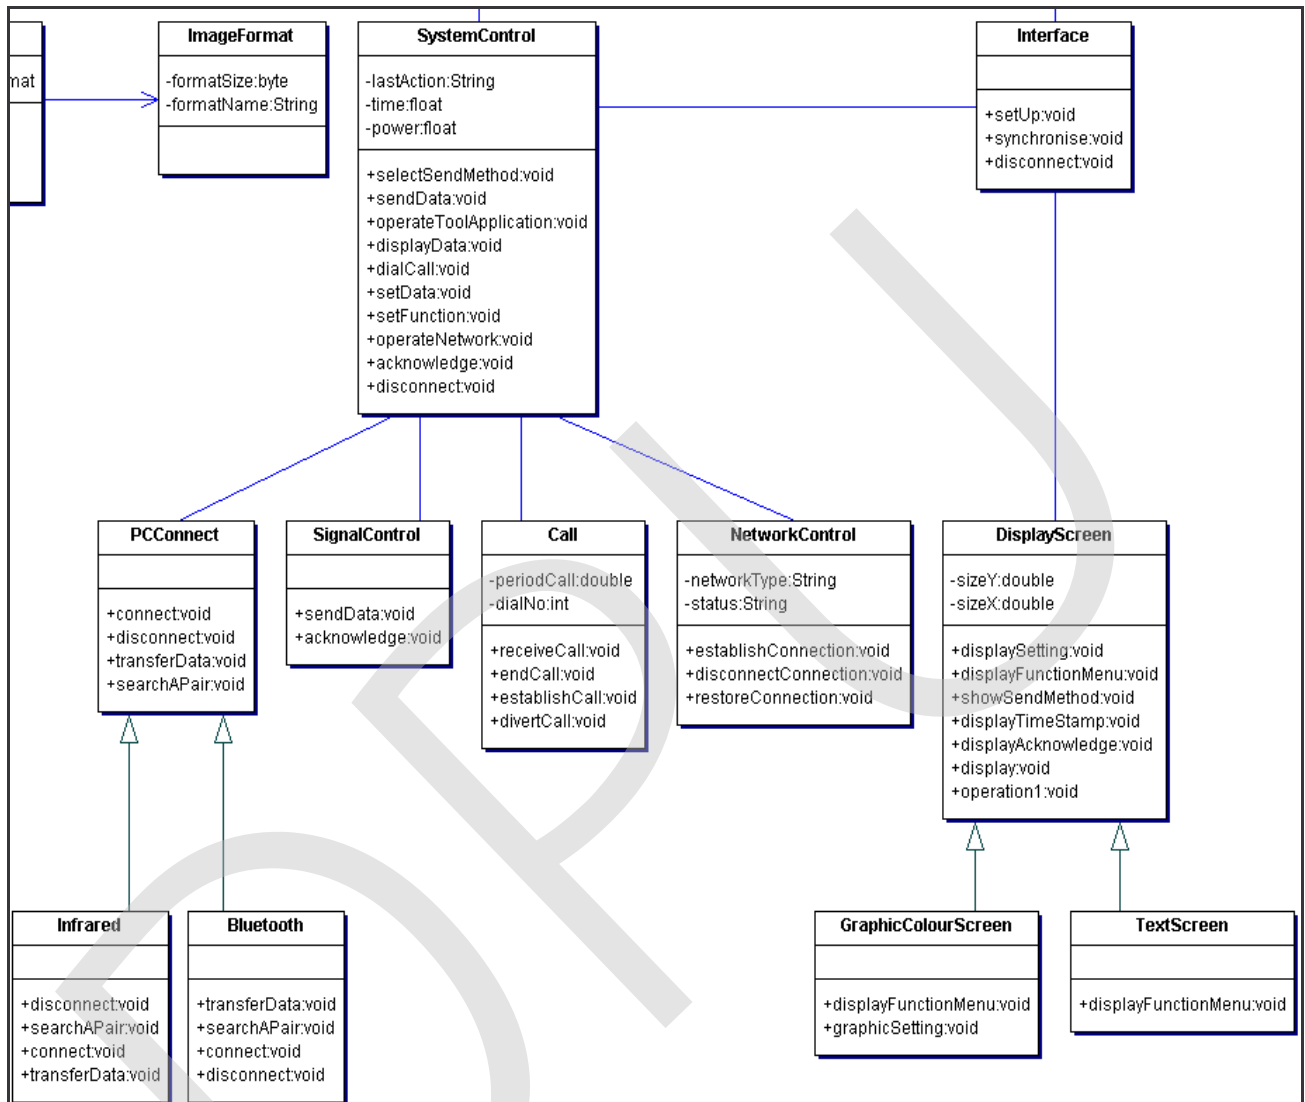 mat
ImageFormat
-formatSize:byte
-formatName:String
SystemControl
-lastAction:String
-time:float
-power:float
+selectSendMethod:void
+sendData:void
+operateToolApplication:void
+displayData:void
+dialCall:void
+setData:void
+setFunction:void
+operateNetwork:void
+acknowledge:void
+disconnect:void
Interface
+setUp:void
+synchronise:void
+disconnect:void
PCConnect
+connect:void
+disconnect:void
+transferData:void
+searchAPair:void
SignalControl
+sendData:void
+acknowledge:void
Call
-periodCall:double
-dialNo:int
+receiveCall:void
+endCall:void
+establishCall:void
+divertCall:void
NetworkControl
-networkType:String
-status:String
+establishConnection:void
+disconnectConnection:void
+restoreConnection:void
DisplayScreen
-sizeY:double
-sizeX:double
+displaySetting:void
+displayFunctionMenu:void
+showSendMethod:void
+displayTimeStamp:void
+displayAcknowledge:void
+display:void
+operation1:void
Infrared
+disconnect:void
+searchAPair:void
+connect:void
+transferData:void
Bluetooth
+transferData:void
+searchAPair:void
+connect:void
+disconnect:void
GraphicColourScreen
+displayFunctionMenu:void
+graphicSetting:void
TextScreen
+displayFunctionMenu:void